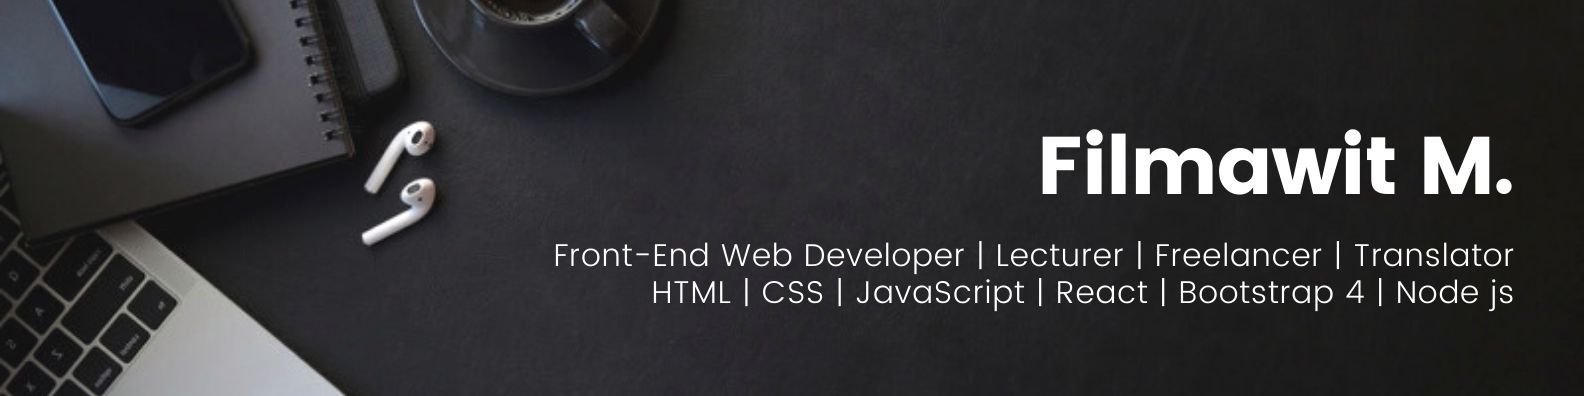 Filmawit M.
Front-End Web Developer | Lecturer | Freelancer | Translator
HTML | CSS | JavaScript | React | Bootstrap 4 | Node js